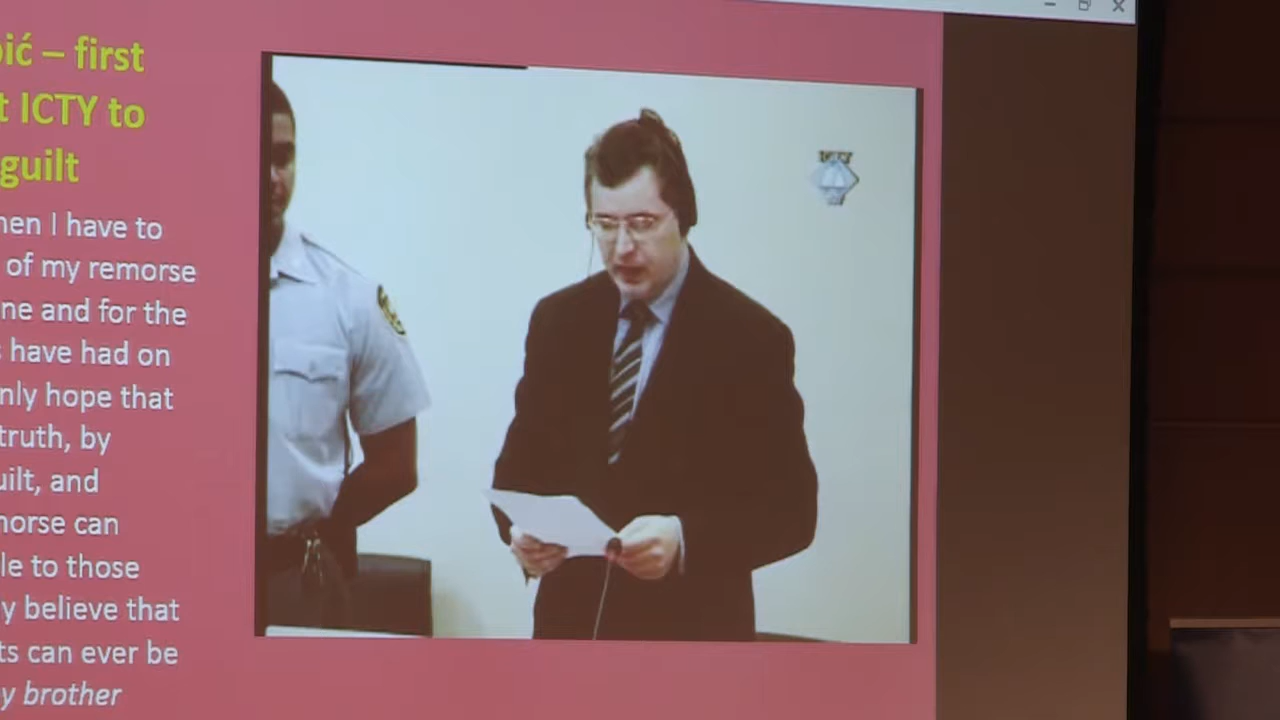 ić – first
t ICTY to
guilt
hen I have to
of my remorse
ne and for the
s have had on
nly hope that
truth, by
uilt, and
morse can
le to those
y believe that
ts can ever be
y brother
ICTY